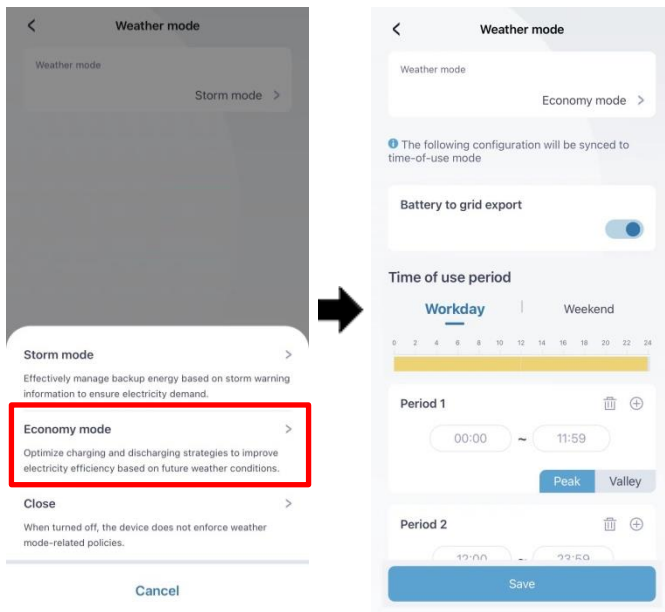 Weather mode
Weather mode
Storm mode
Storm mode
Effectively manage backup energy based on storm warning
information to ensure electricity demand.
Economy mode
Optimize charging and discharging strategies to improve
electricity efficiency based on future weather conditions.
Close
When turned off, the device does not enforce weather
mode-related policies.
Cancel
Weather mode
Weather mode
Economy mode
The following configuration will be synced to
time-of-use mode
Battery to grid export
Time of use period
Workday Weekend
0 2 4 6 8 10 12 14 16 18 20 22 24
Period 1
00:00 ~ 11:59
Peak Valley
Period 2
12:00 ~ 23:59
Save